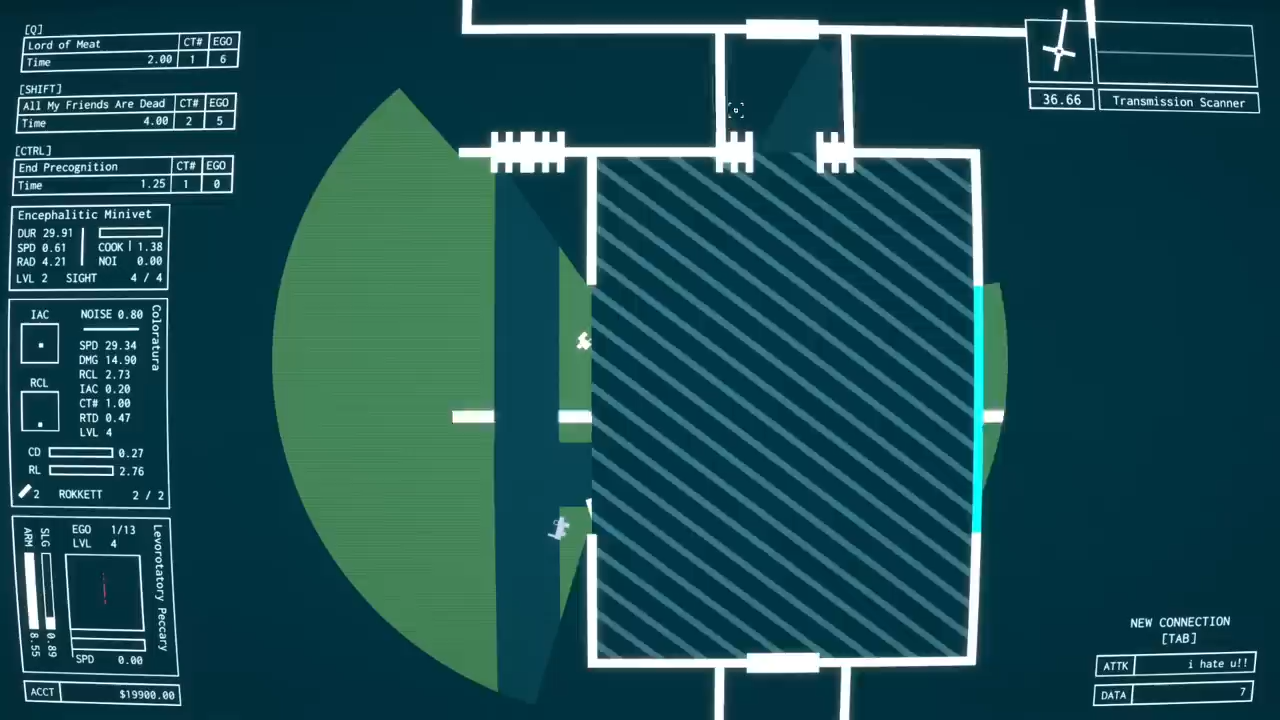 [Q]
Lord of Meat CT# EGO
Time 2.00 1 6
[SHIFT]
All My Friends Are Dead CT# EGO
Time 4.00 2 5
[CTRL]
End Precognition CT# EGO
Time 1.25 1 0
Encephalitic Minivet
DUR 29.91
SPD 0.61 COOK 1.38
RAD 4.21 NOI 0.00
LVL 2 SIGHT 4 / 4
IAC NOISE 0.80
Coloratura
SPD 29.34
DMG 14.90
RCL RCL 2.73
IAC 0.20
CT# 1.00
RTD 0.47
LVL 4
CD 0.27
RL 2.76
2 ROKKETT 2 / 2
ARM SLG EGO 1/13
LVL 4
Levorotatory Peccary
8.55 0.89
SPD 0.00
ACCT $19900.00
36.66 Transmission Scanner
NEW CONNECTION
[TAB]
ATTK i hate u!!
DATA 7